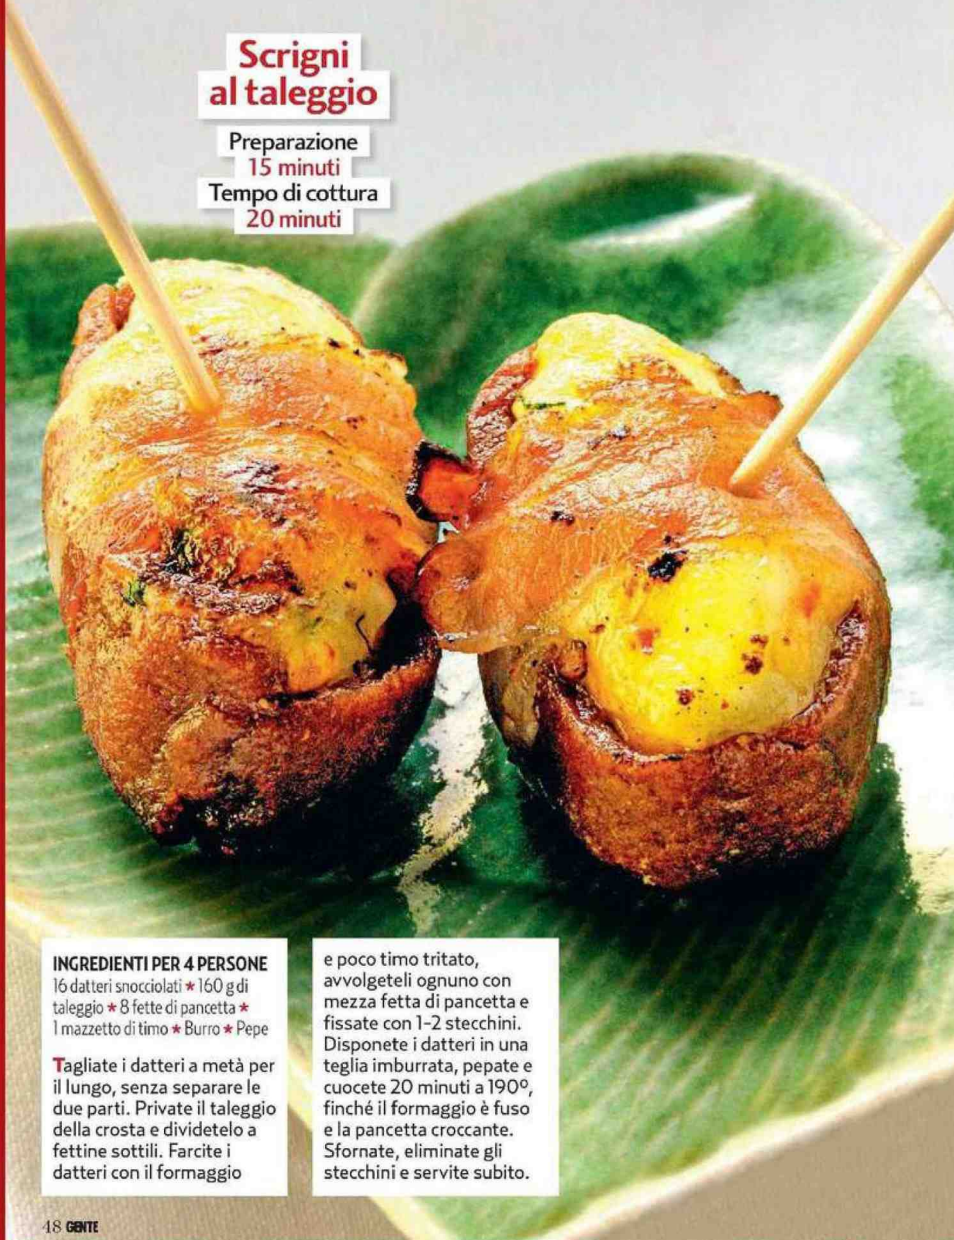 Scrigni
al taleggio
Preparazione
15 minuti
Tempo di cottura
20 minuti
INGREDIENTI PER 4 PERSONE
16 datteri snocciolati ★ 160 g di
taleggio ★ 8 fette di pancetta ★
1 mazzetto di timo ★ Burro ★ Pepe
Tagliate i datteri a metà per
il lungo, senza separare le
due parti. Private il taleggio
della crosta e dividetelo a
fettine sottili. Farcite i
datteri con il formaggio
e poco timo tritato,
avvolgeteli ognuno con
mezza fetta di pancetta e
fissate con 1-2 stecchini.
Disponete i datteri in una
teglia imburrata, pepate e
cuocete 20 minuti a 190º,
finché il formaggio è fuso
e la pancetta croccante.
Sfornate, eliminate gli
stecchini e servite subito.
48 GENTE